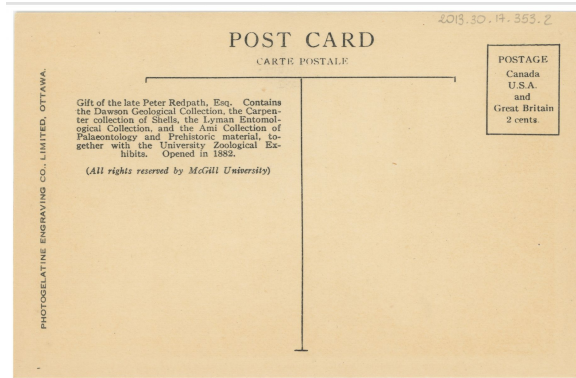 2013.30.17.353.2
POST CARD
CARTE POSTALE
POSTAGE
Canada
U.S.A.
and
Great Britain
2 cents.
Gift of the late Peter Redpath, Esq. Contains
the Dawson Geological Collection, the Carpen-
ter collection of Shells, the Lyman Entomol-
ogical Collection, and the Ami Collection of
Palaeontology and Prehistoric material, to-
gether with the University Zoological Ex-
hibits. Opened in 1882.
(All rights reserved by McGill University)
PHOTOGELATINE ENGRAVING CO., LIMITED, OTTAWA.